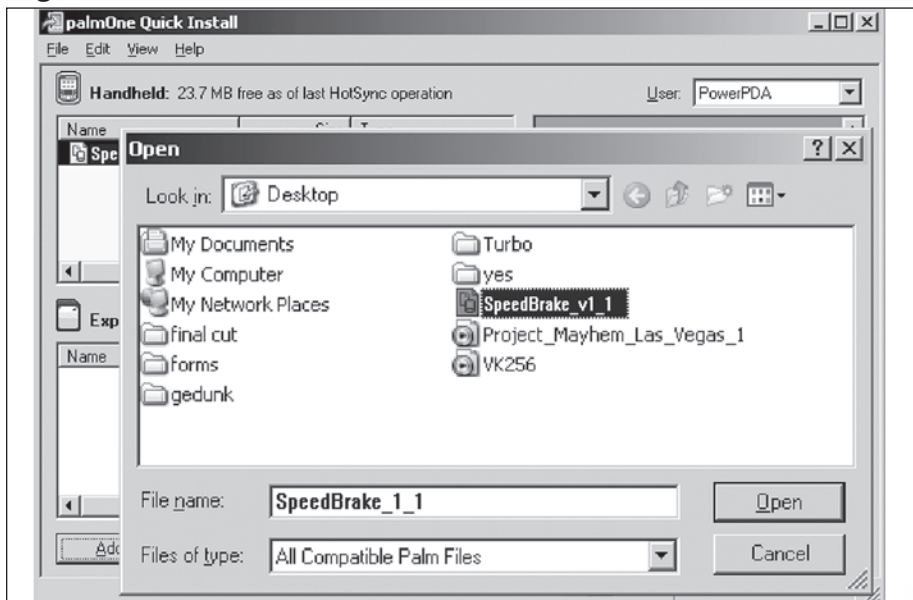 palmOne Quick Install
File Edit View Help
Handheld: 23.7 MB free as of last HotSync operation
User: PowerPDA
Name
Spe
Open
Look in: Desktop
My Documents
My Computer
My Network Places
final cut
forms
gedunk
Turbo
yes
SpeedBrake_v1_1
Project_Mayhem_Las_Vegas_1
VK256
Exp
Name
File name: SpeedBrake_1_1
Open
Files of type: All Compatible Palm Files
Cancel
Add